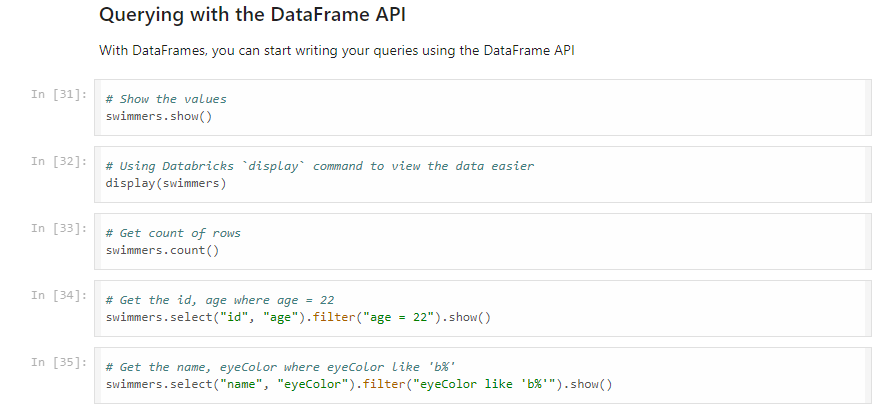 Querying with the DataFrame API
With DataFrames, you can start writing your queries using the DataFrame API
In [31]:
# Show the values
swimmers.show()
In [32]:
# Using Databricks `display` command to view the data easier
display(swimmers)
In [33]:
# Get count of rows
swimmers.count()
In [34]:
# Get the id, age where age = 22
swimmers.select("id", "age").filter("age = 22").show()
In [35]:
# Get the name, eyeColor where eyeColor like 'b%'
swimmers.select("name", "eyeColor").filter("eyeColor like 'b%'").show()